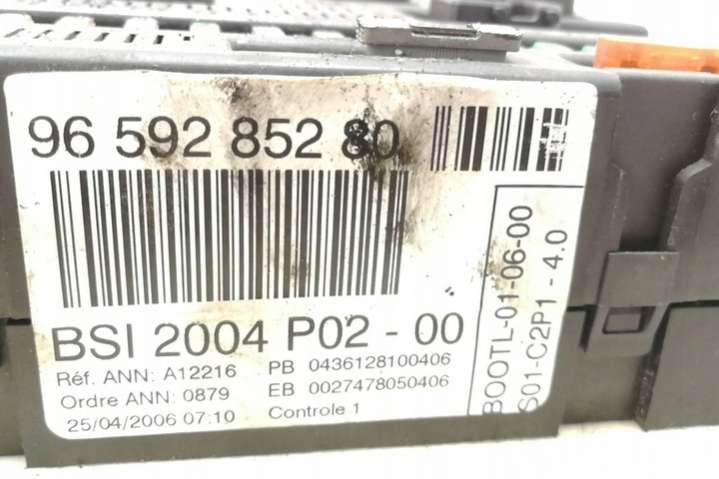 96 592 852 80
BSI 2004 P02 - 00
Réf. ANN: A12216 PB 0436128100406
Ordre ANN: 0879 EB 0027478050406
25/04/2006 07:10 Controle 1
BOOTL-01-06-00
S01-C2P1 - 4.0